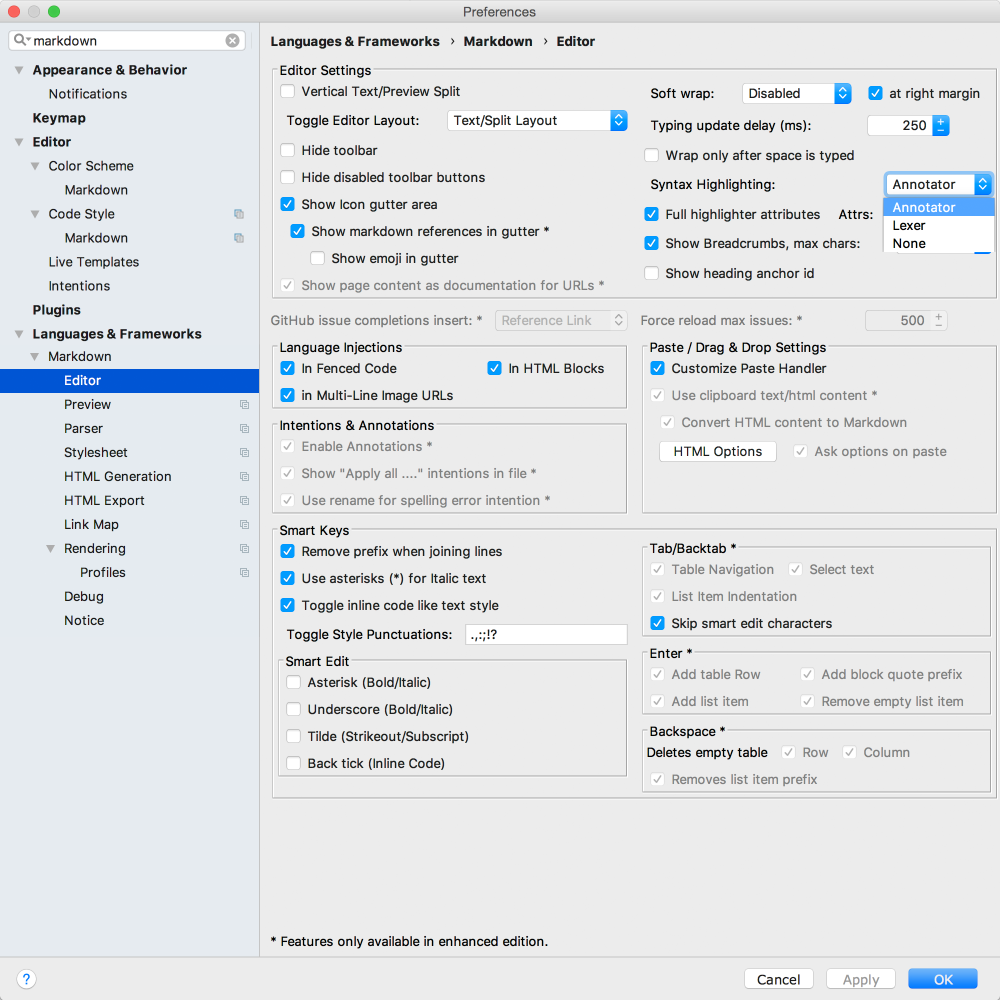 Preferences
markdown
Appearance & Behavior
Notifications
Keymap
Editor
Color Scheme
Markdown
Code Style
Markdown
Live Templates
Intentions
Plugins
Languages & Frameworks
Markdown
Editor
Preview
Parser
Stylesheet
HTML Generation
HTML Export
Link Map
Rendering
Profiles
Debug
Notice
Languages & Frameworks › Markdown › Editor
Editor Settings
Vertical Text/Preview Split
Toggle Editor Layout: Text/Split Layout
Hide toolbar
Hide disabled toolbar buttons
Show Icon gutter area
Show markdown references in gutter *
Show emoji in gutter
Show page content as documentation for URLs *
Soft wrap: Disabled at right margin
Typing update delay (ms): 250
Wrap only after space is typed
Syntax Highlighting: Annotator
Annotator
Lexer
None
Full highlighter attributes Attrs:
Show Breadcrumbs, max chars:
Show heading anchor id
GitHub issue completions insert: * Reference Link Force reload max issues: * 500
Language Injections
In Fenced Code In HTML Blocks
in Multi-Line Image URLs
Intentions & Annotations
Enable Annotations *
Show "Apply all ...." intentions in file *
Use rename for spelling error intention *
Paste / Drag & Drop Settings
Customize Paste Handler
Use clipboard text/html content *
Convert HTML content to Markdown
HTML Options Ask options on paste
Smart Keys
Remove prefix when joining lines
Use asterisks (*) for Italic text
Toggle inline code like text style
Toggle Style Punctuations: .,:;!?
Smart Edit
Asterisk (Bold/Italic)
Underscore (Bold/Italic)
Tilde (Strikeout/Subscript)
Back tick (Inline Code)
Tab/Backtab *
Table Navigation Select text
List Item Indentation
Skip smart edit characters
Enter *
Add table Row Add block quote prefix
Add list item Remove empty list item
Backspace *
Deletes empty table Row Column
Removes list item prefix
* Features only available in enhanced edition.
? Cancel Apply OK